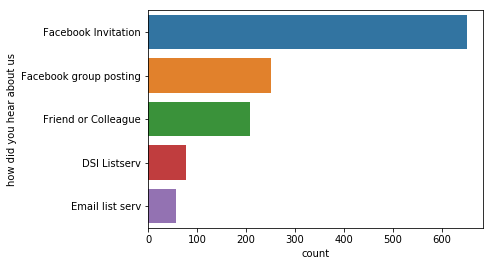 how did you hear about us
Facebook Invitation
Facebook group posting
Friend or Colleague
DSI Listserv
Email list serv
0 100 200 300 400 500 600
count